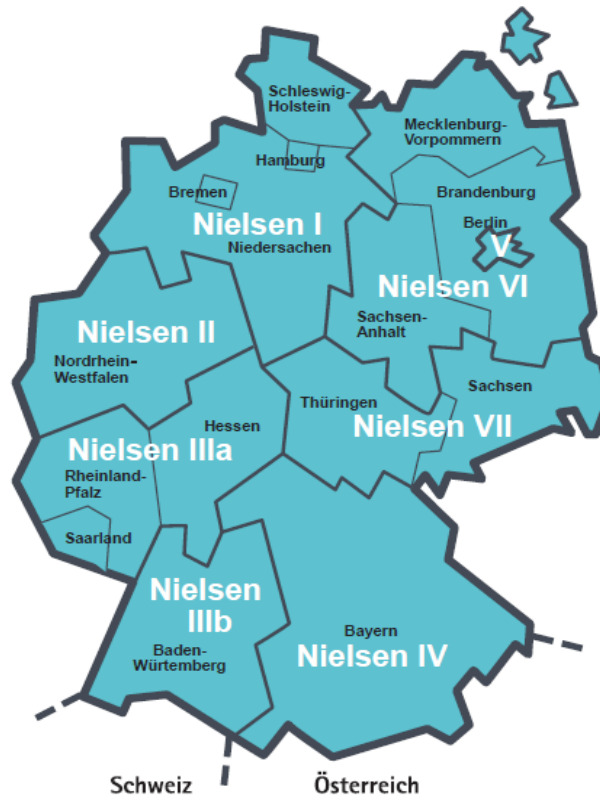 Schleswig-
Holstein
Mecklenburg-
Vorpommern
Hamburg
Bremen
Brandenburg
Nielsen I
Berlin
V
Niedersachen
Nielsen VI
Sachsen-
Anhalt
Nielsen II
Nordrhein-
Westfalen
Sachsen
Thüringen
Hessen
Nielsen VII
Nielsen IIIa
Rheinland-
Pfalz
Saarland
Nielsen
IIIb
Baden-
Würtemberg
Bayern
Nielsen IV
Schweiz
Österreich